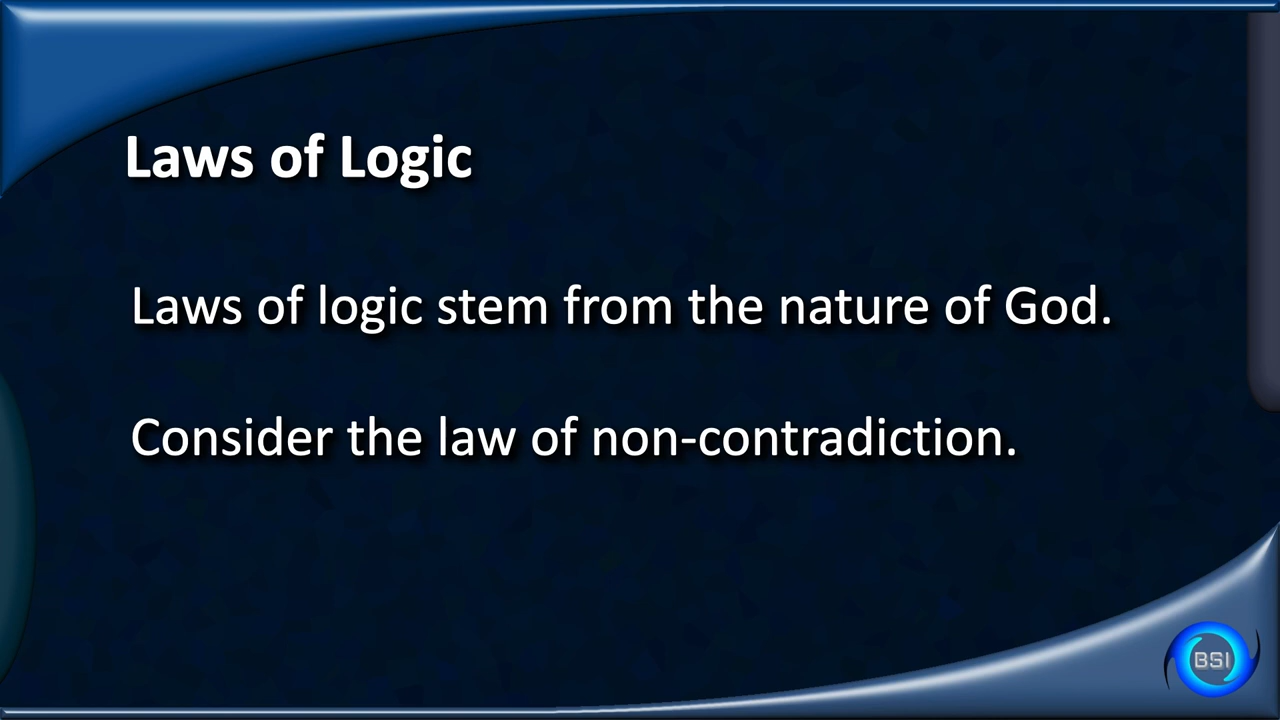 Laws of Logic
Laws of logic stem from the nature of God.
Consider the law of non-contradiction.
BSI